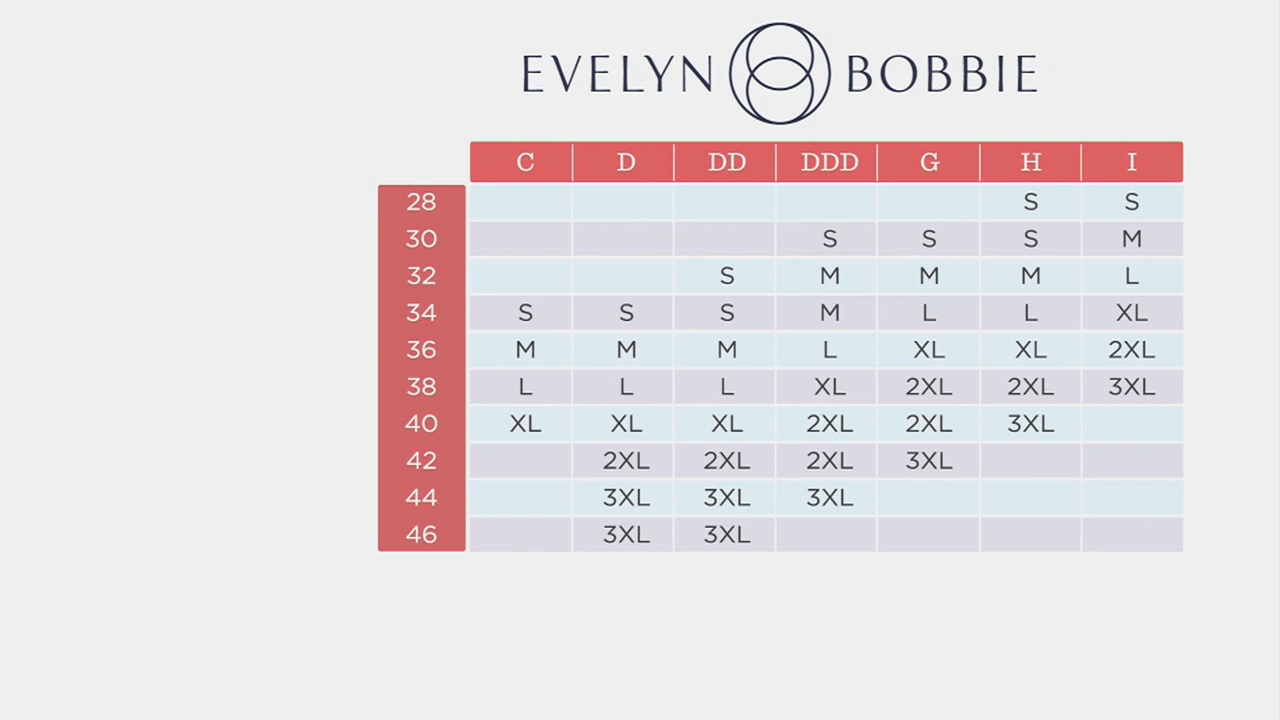 EVELYN BOBBIE
C D DD DDD G H I
28 S S
30 S S S M
32 S M M M L
34 S S S M L L XL
36 M M M L XL XL 2XL
38 L L L XL 2XL 2XL 3XL
40 XL XL XL 2XL 2XL 3XL
42 2XL 2XL 2XL 3XL
44 3XL 3XL 3XL
46 3XL 3XL